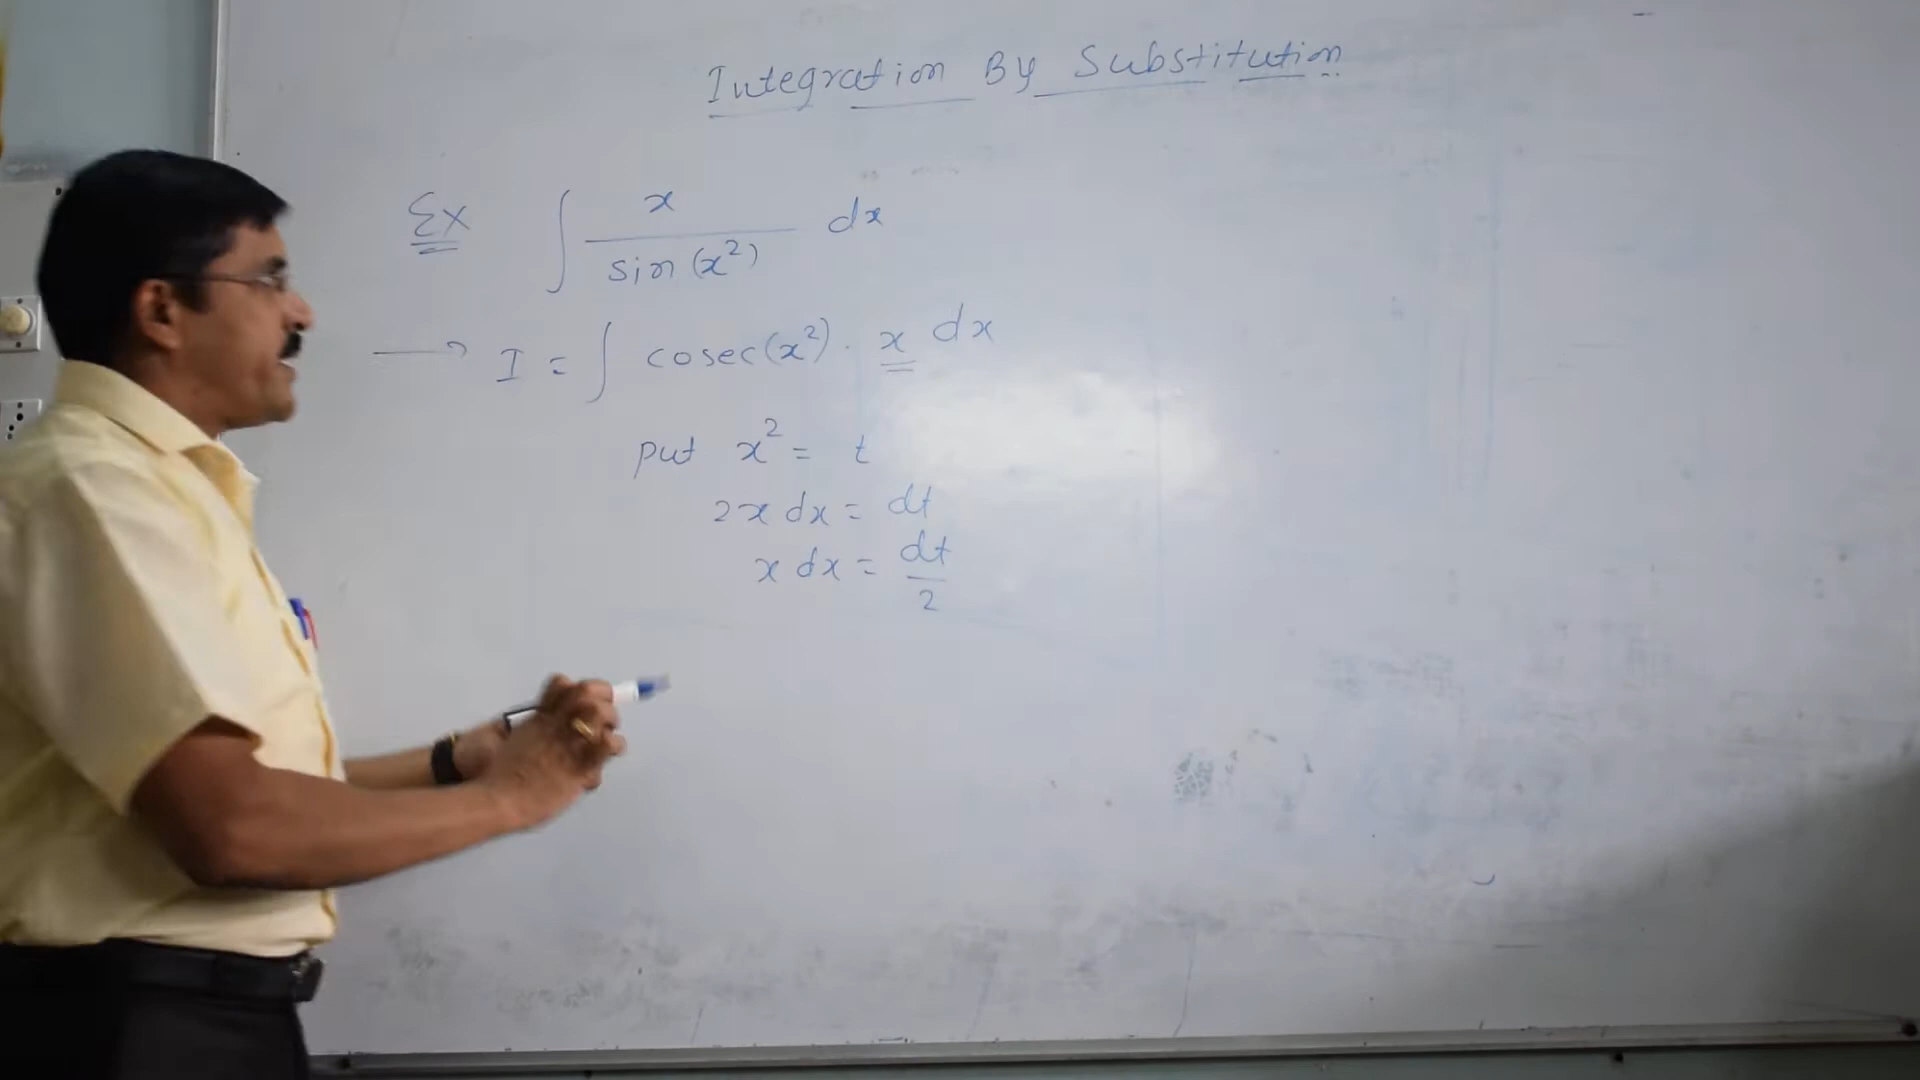 Integration By Substitution
Ex ∫ x / sin(x²) dx
→ I = ∫ cosec(x²) · x dx
put x² = t
2x dx = dt
x dx = dt/2